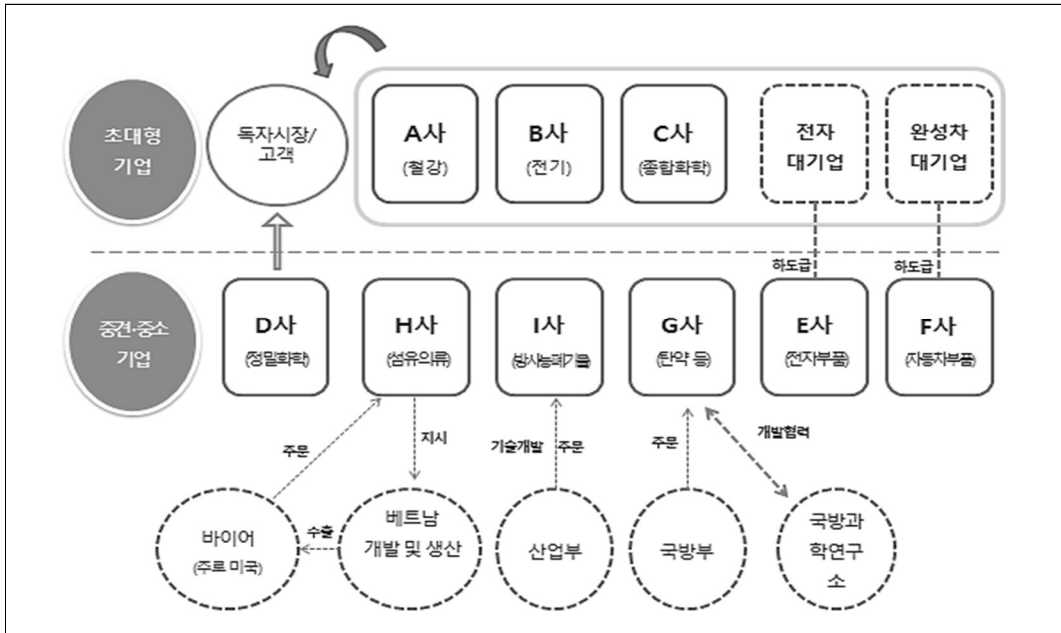 초대형
기업
독자시장/
고객
A사
(철강)
B사
(전기)
C사
(종합화학)
전자
대기업
완성차
대기업
하도급
하도급
중견·중소
기업
D사
(정밀화학)
H사
(섬유의류)
I사
(방사능폐기물)
G사
(탄약 등)
E사
(전자부품)
F사
(자동차부품)
주문
지시
기술개발
주문
주문
개발협력
바이어
(주로 미국)
수출
베트남
개발 및 생산
산업부
국방부
국방과
학연구
소